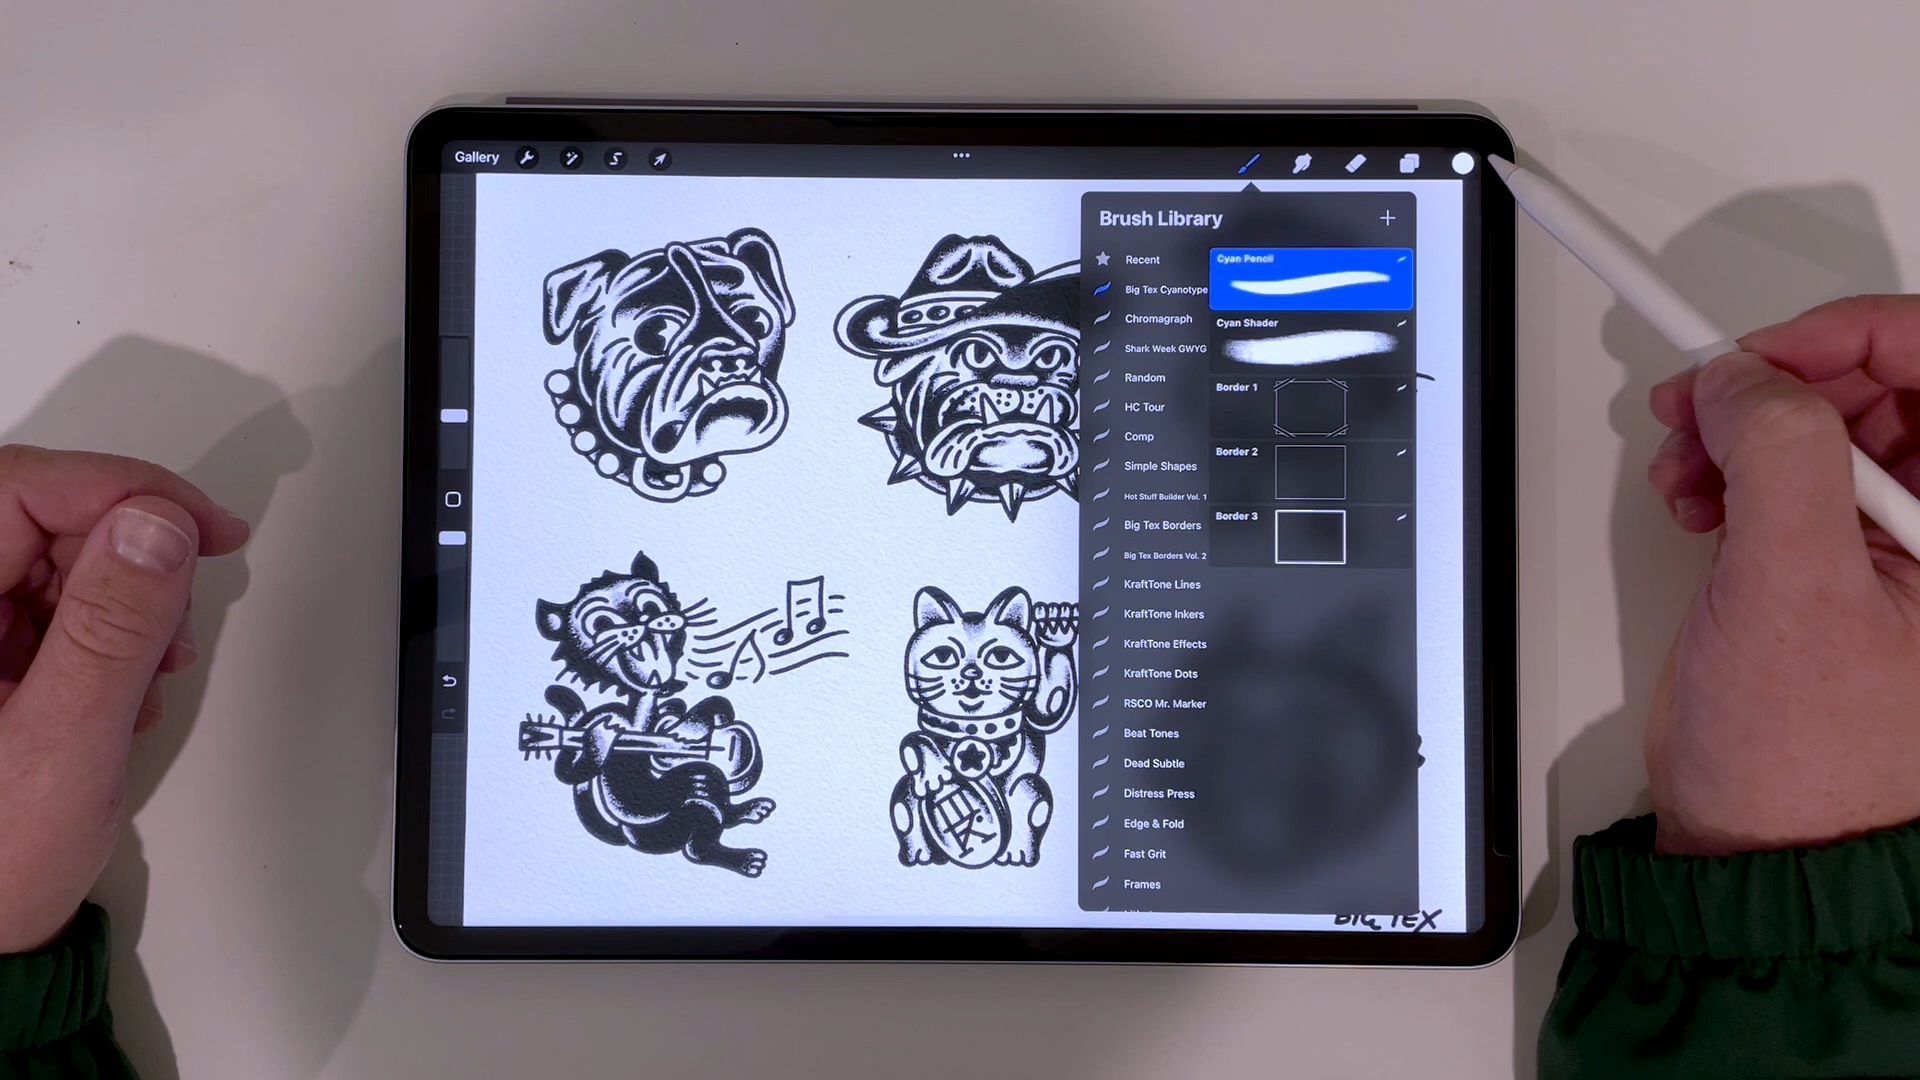 Gallery
Brush Library
Recent
Big Tex Cyanotype
Chromagraph
Shark Week GWYG
Random
HC Tour
Comp
Simple Shapes
Hot Stuff Builder Vol. 1
Big Tex Borders
Big Tex Borders Vol. 2
KraftTone Lines
KraftTone Inkers
KraftTone Effects
KraftTone Dots
RSCO Mr. Marker
Beat Tones
Dead Subtle
Distress Press
Edge & Fold
Fast Grit
Frames
Cyan Pencil
Cyan Shader
Border 1
Border 2
Border 3
BIG TEX